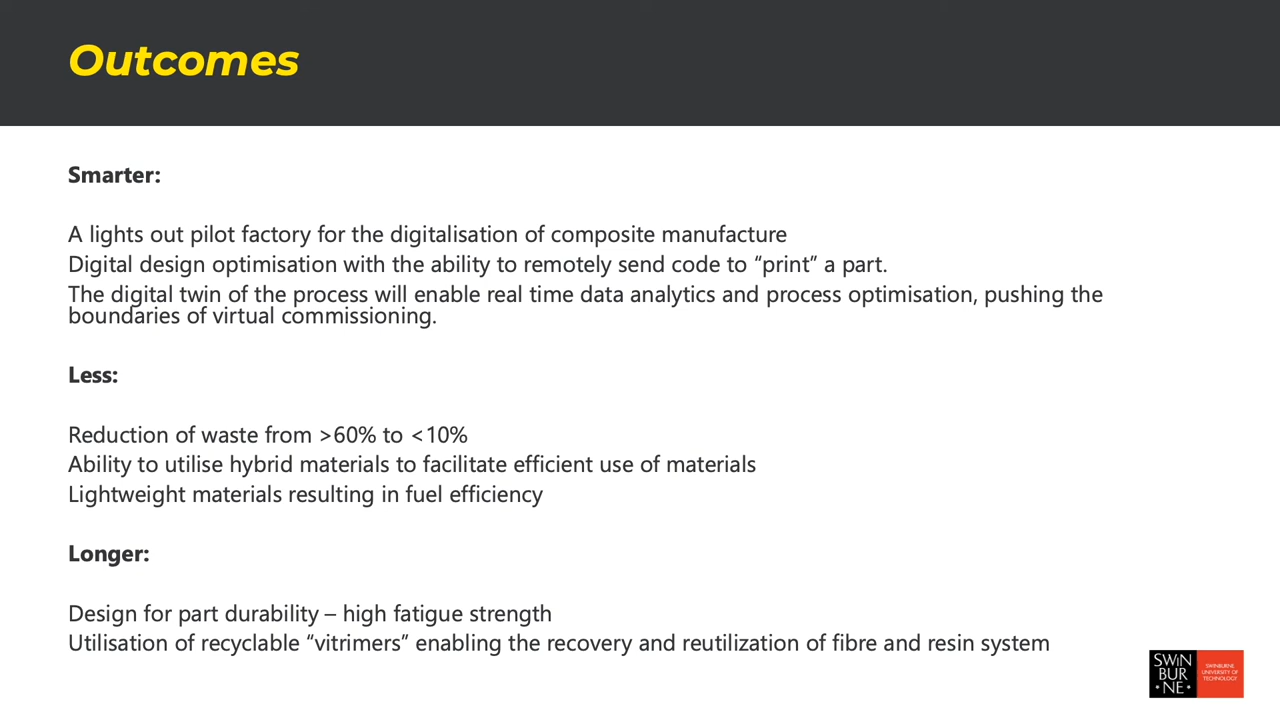 Outcomes
Smarter:
A lights out pilot factory for the digitalisation of composite manufacture
Digital design optimisation with the ability to remotely send code to “print” a part.
The digital twin of the process will enable real time data analytics and process optimisation, pushing the
boundaries of virtual commissioning.
Less:
Reduction of waste from >60% to <10%
Ability to utilise hybrid materials to facilitate efficient use of materials
Lightweight materials resulting in fuel efficiency
Longer:
Design for part durability – high fatigue strength
Utilisation of recyclable “vitrimers” enabling the recovery and reutilization of fibre and resin system
SWIN
BUR
•NE•
SWINBURNE
UNIVERSITY OF
TECHNOLOGY